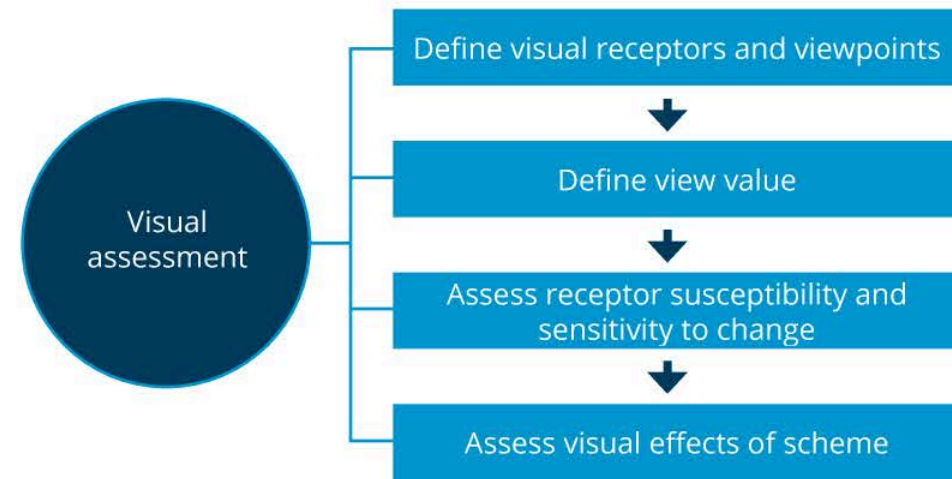 Visual
assessment
Define visual receptors and viewpoints
Define view value
Assess receptor susceptibility and
sensitivity to change
Assess visual effects of scheme